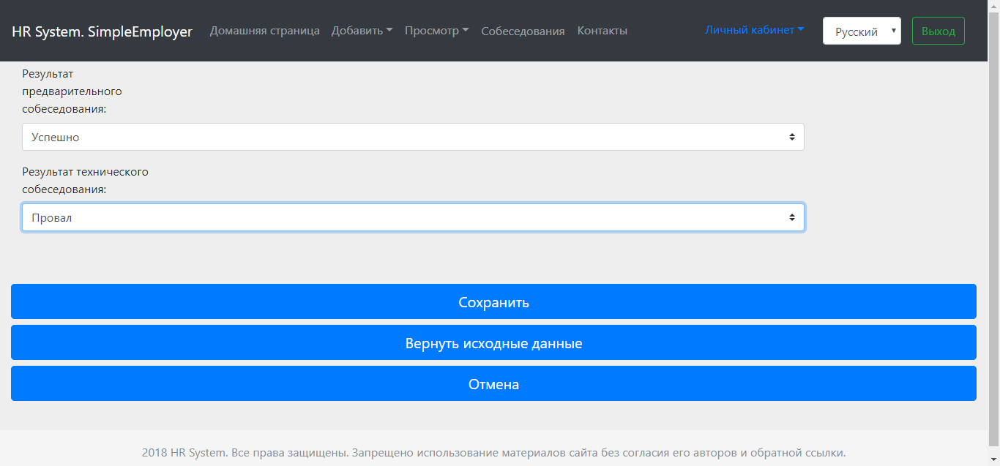 HR System. SimpleEmployer Домашняя страница Добавить Просмотр Собеседования Контакты Личный кабинет Русский Выход
Результат
предварительного
собеседования:
Успешно
Результат технического
собеседования:
Провал
Сохранить
Вернуть исходные данные
Отмена
2018 HR System. Все права защищены. Запрещено использование материалов сайта без согласия его авторов и обратной ссылки.